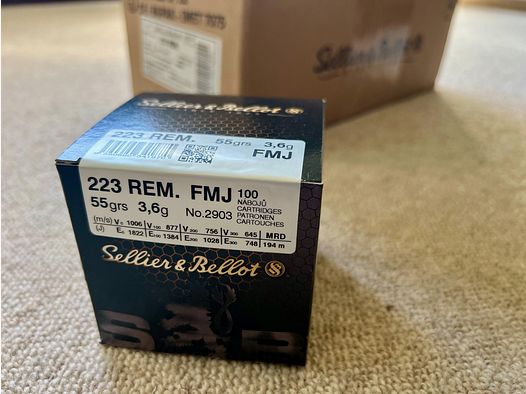 Sellier & Bellot
Sellier & Bellot S
223 REM. 55grs 3,6g
FMJ
223 REM. FMJ 100
NÁBOJŮ
CARTRIDGES
PATRONEN
CARTOUCHES
55grs 3,6g No.2903
(m/s) V0 1006 V100 877 V200 756 V300 645 MRD
(J) E0 1822 E100 1384 E200 1028 E300 748 194 m
Sellier & Bellot S
S&B